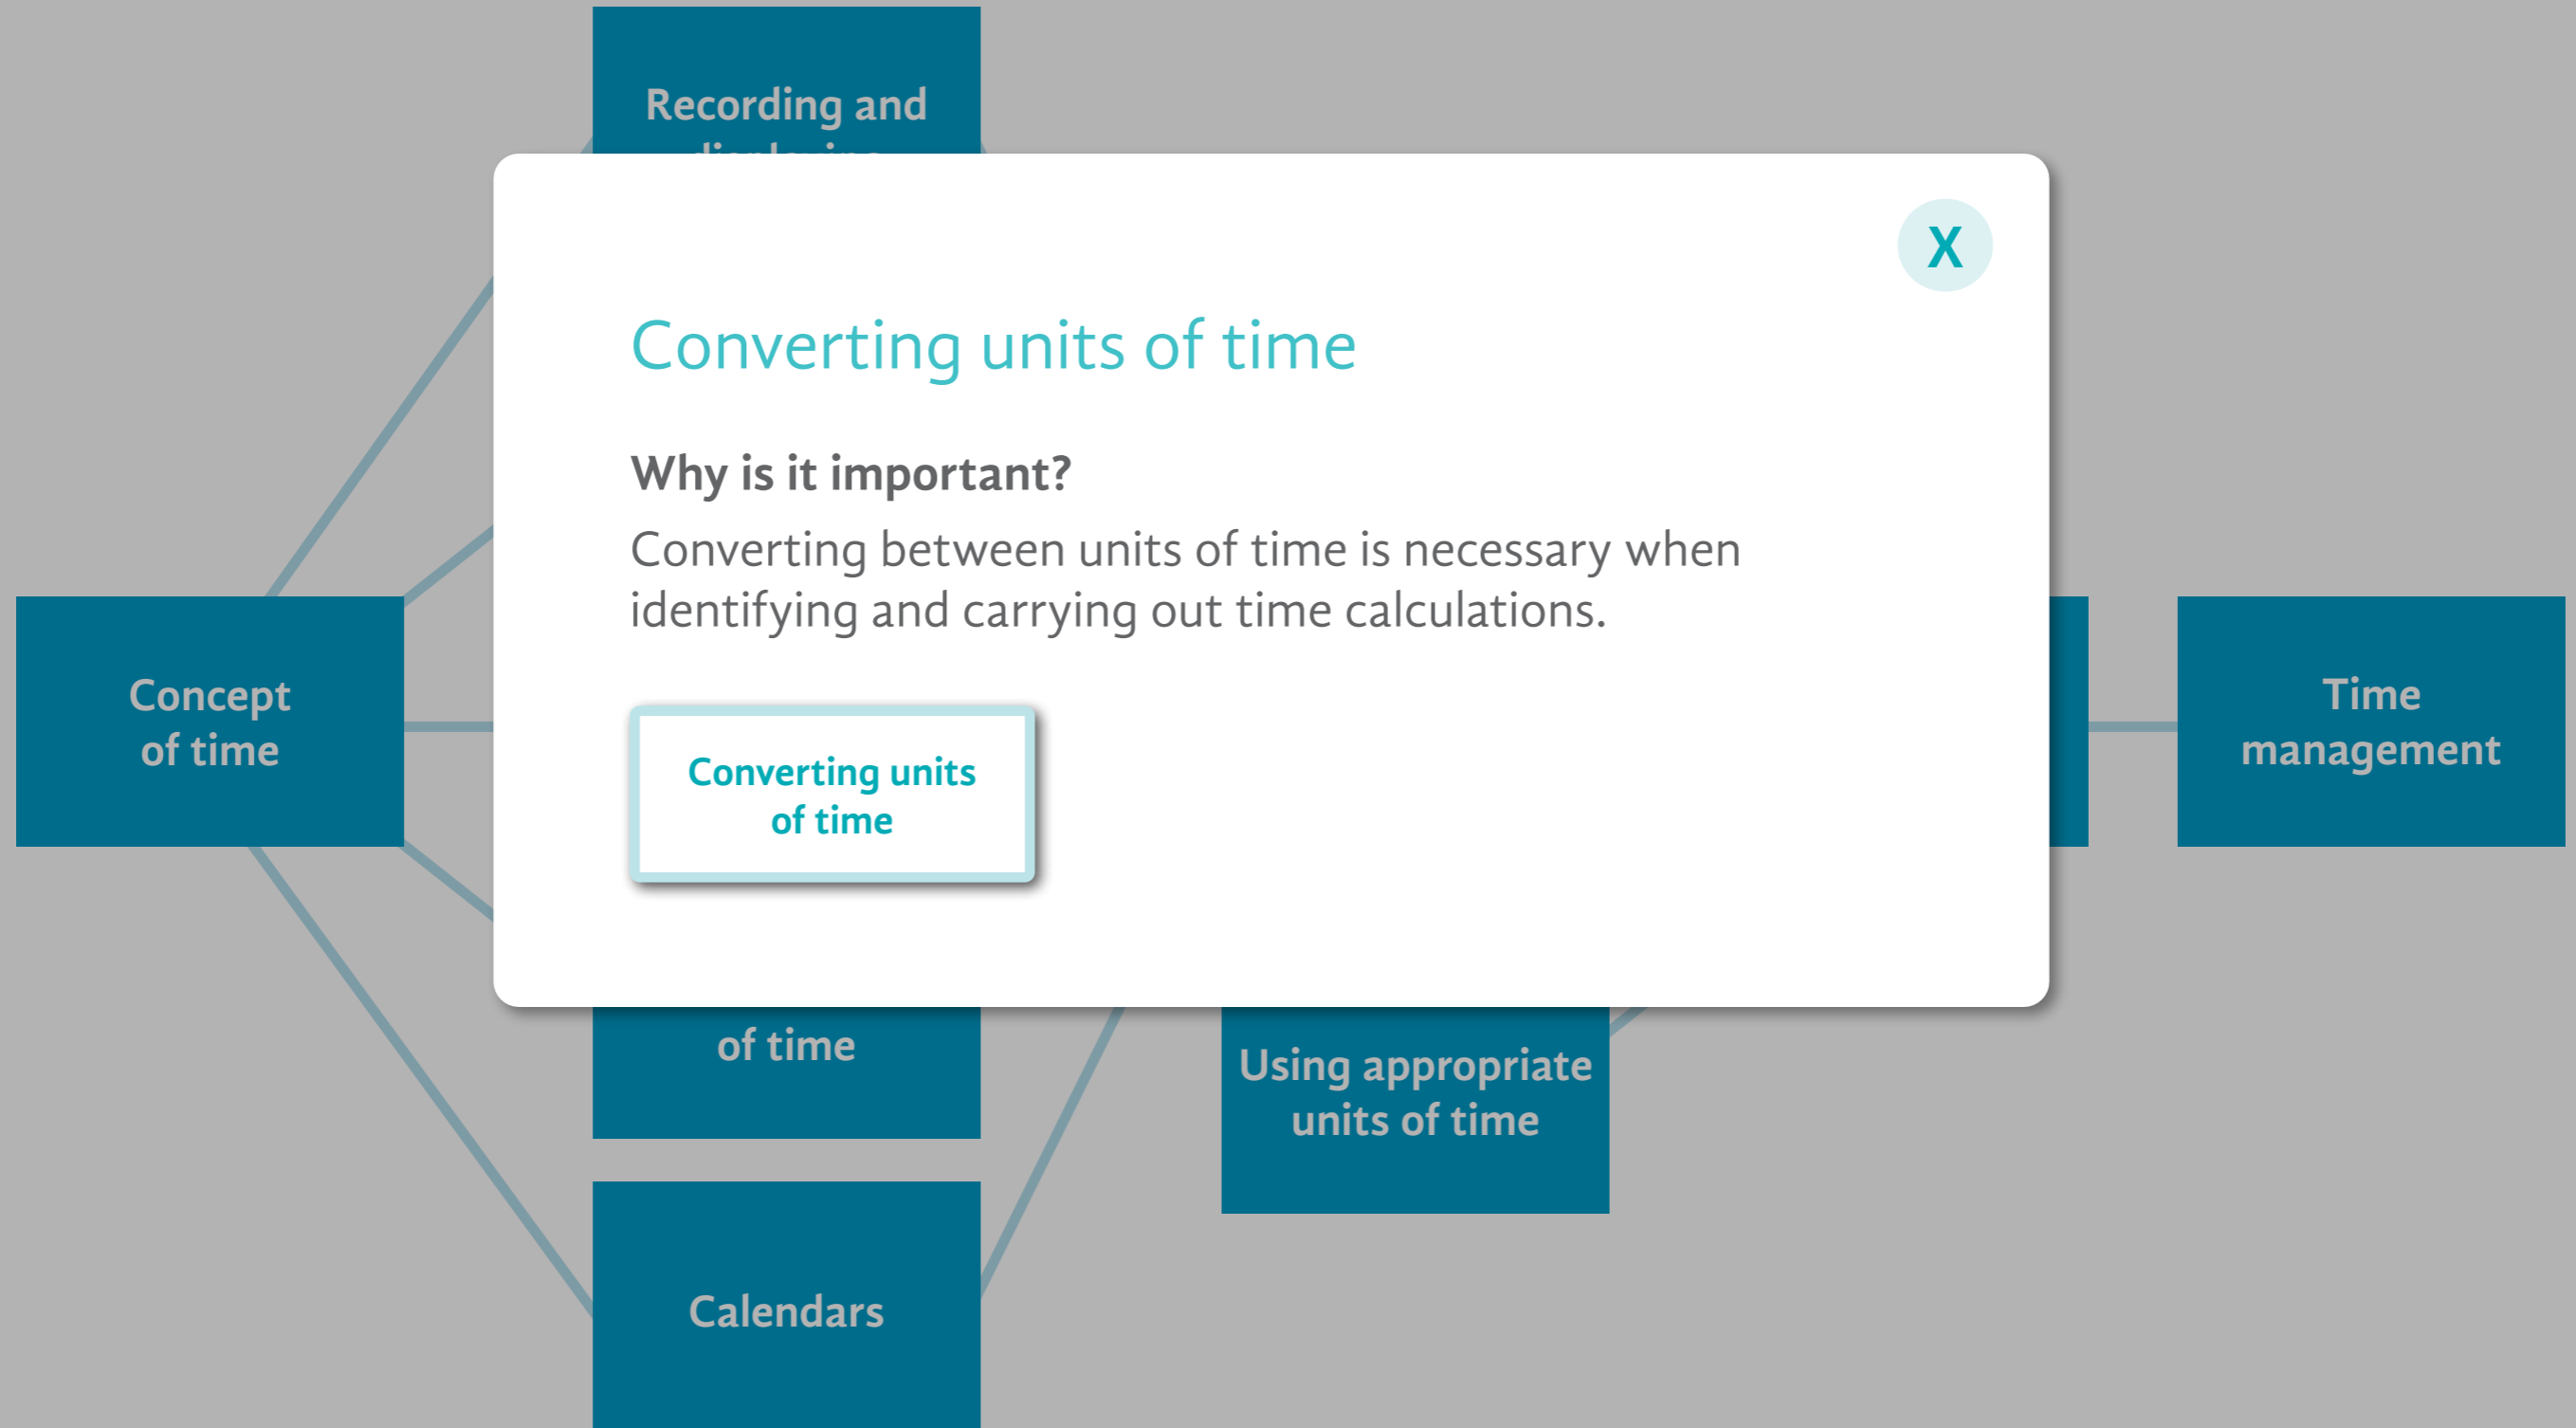 Recording and
X
Converting units of time
Why is it important?
Converting between units of time is necessary when
identifying and carrying out time calculations.
Concept
of time
Time
management
Converting units
of time
of time
Using appropriate
units of time
Calendars